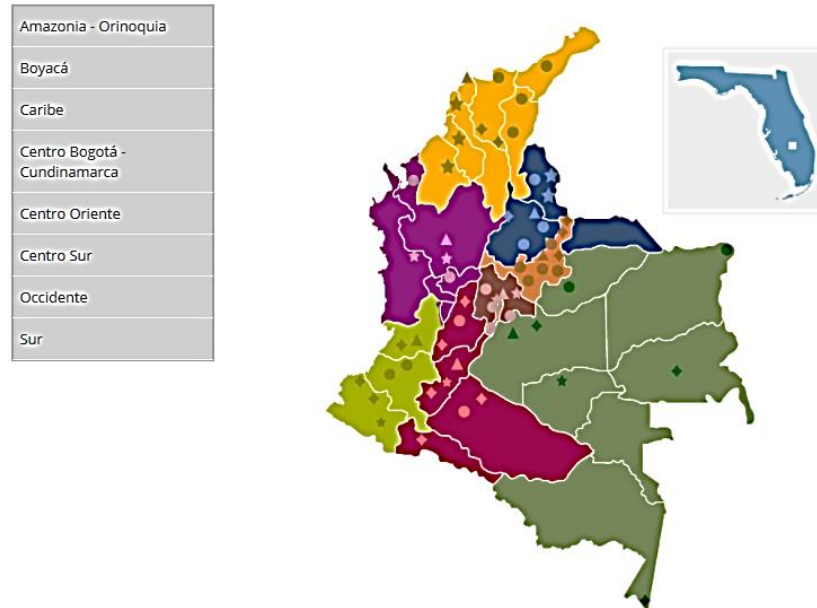 Amazonia - Orinoquia
Boyacá
Caribe
Centro Bogotá -
Cundinamarca
Centro Oriente
Centro Sur
Occidente
Sur